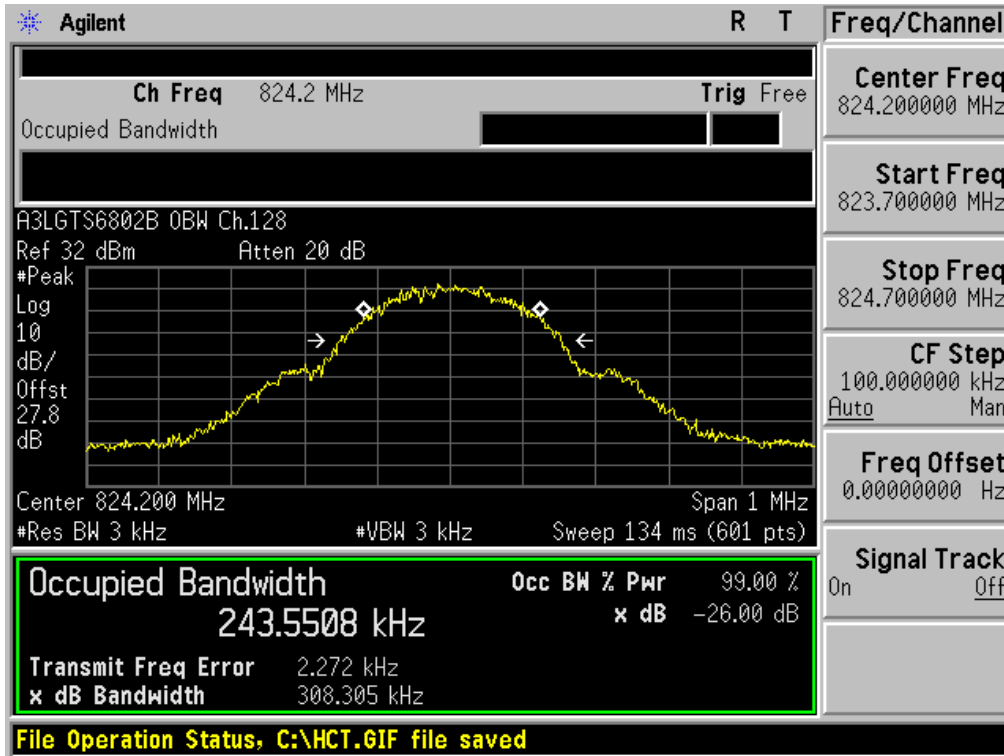 Agilent R T
Ch Freq 824.2 MHz Trig Free
Occupied Bandwidth
A3LGTS6802B OBW Ch.128
Ref 32 dBm Atten 20 dB
#Peak
Log
10
dB/
Offst
27.8
dB
Center 824.200 MHz Span 1 MHz
#Res BW 3 kHz #VBW 3 kHz Sweep 134 ms (601 pts)
Occupied Bandwidth
243.5508 kHz
Occ BW % Pwr 99.00 %
x dB -26.00 dB
Transmit Freq Error 2.272 kHz
x dB Bandwidth 308.305 kHz
File Operation Status, C:\HCT.GIF file saved
Freq/Channel
Center Freq
824.200000 MHz
Start Freq
823.700000 MHz
Stop Freq
824.700000 MHz
CF Step
100.000000 kHz
Auto Man
Freq Offset
0.00000000 Hz
Signal Track
On Off